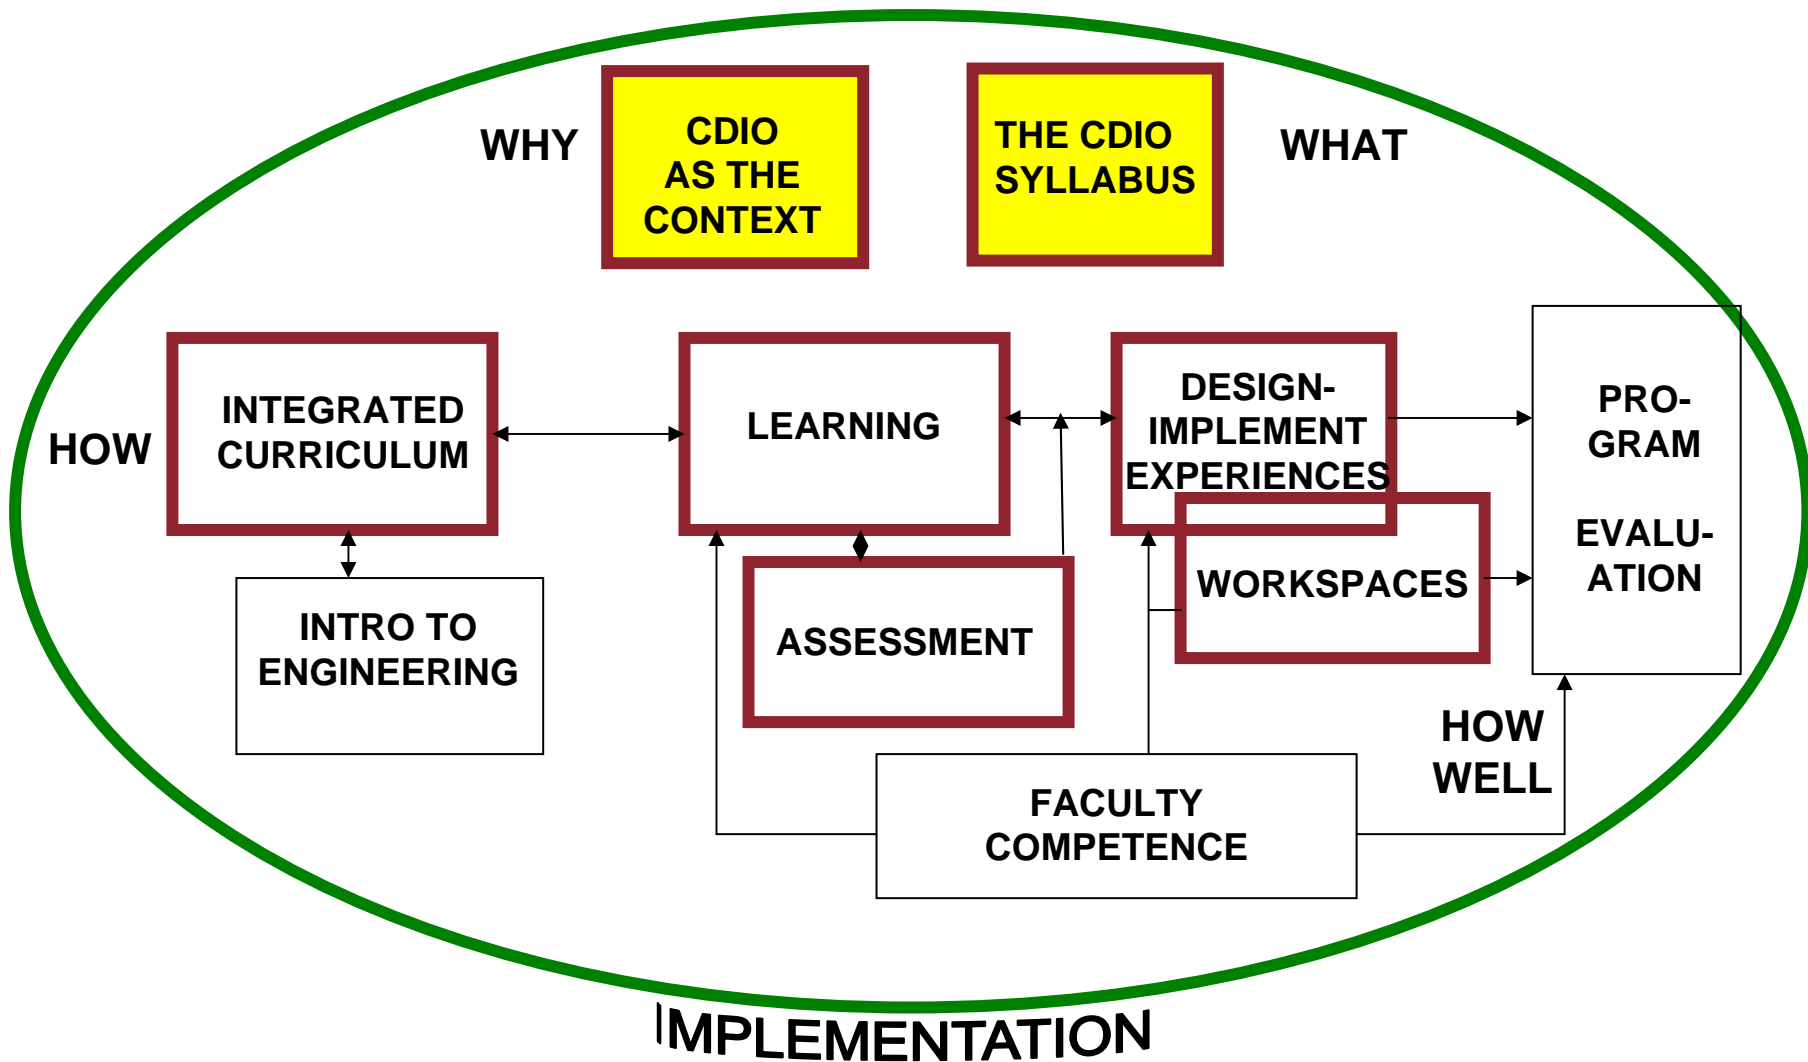 WHY
CDIO
AS THE
CONTEXT
THE CDIO
SYLLABUS
WHAT
HOW
INTEGRATED
CURRICULUM
LEARNING
DESIGN-
IMPLEMENT
EXPERIENCES
PRO-
GRAM
EVALU-
ATION
INTRO TO
ENGINEERING
ASSESSMENT
WORKSPACES
HOW
WELL
FACULTY
COMPETENCE
IMPLEMENTATION